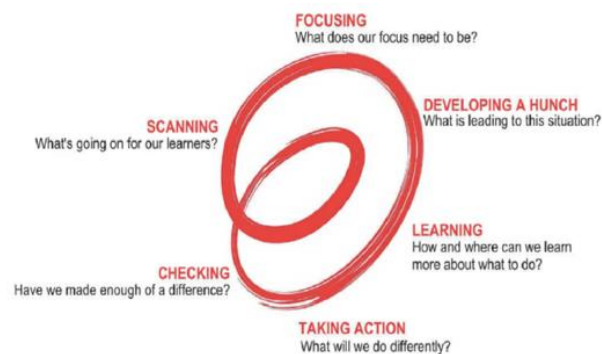 FOCUSING
What does our focus need to be?
DEVELOPING A HUNCH
What is leading to this situation?
SCANNING
What's going on for our learners?
LEARNING
How and where can we learn
more about what to do?
CHECKING
Have we made enough of a difference?
TAKING ACTION
What will we do differently?